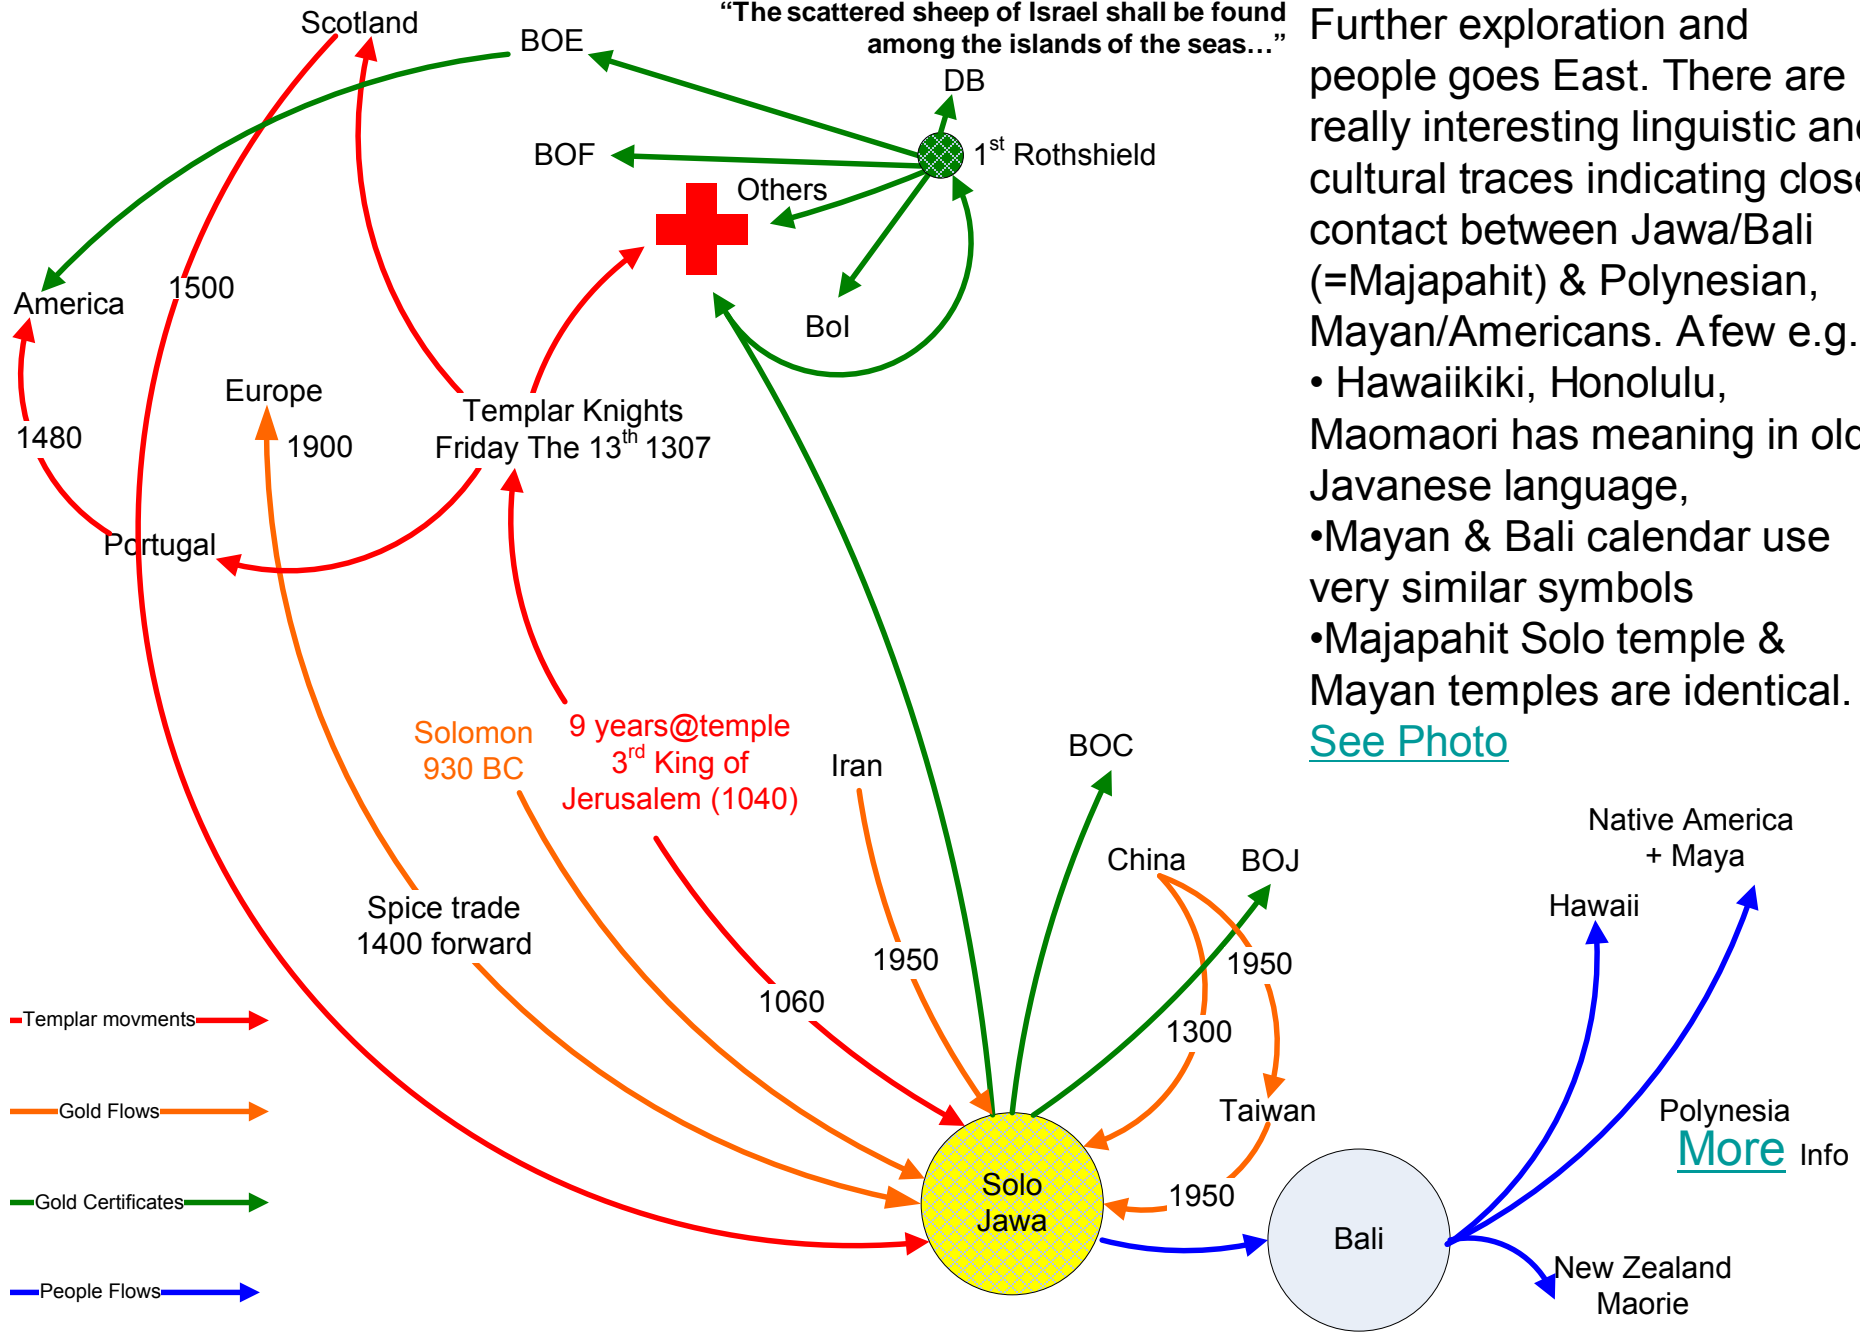 “The scattered sheep of Israel shall be found
among the islands of the seas…”
Scotland
BOE
DB
BOF
1st Rothshield
Others
BoI
America
1500
1480
Europe
1900
Templar Knights
Friday The 13th 1307
Portugal
Further exploration and
people goes East. There are
really interesting linguistic and
cultural traces indicating close
contact between Jawa/Bali
(=Majapahit) & Polynesian,
Mayan/Americans. A few e.g.
• Hawaiikiki, Honolulu,
Maomaori has meaning in old
Javanese language,
•Mayan & Bali calendar use
very similar symbols
•Majapahit Solo temple &
Mayan temples are identical.
See Photo
Solomon
930 BC
9 years@temple
3rd King of
Jerusalem (1040)
Iran
BOC
China
BOJ
Native America
+ Maya
Hawaii
Spice trade
1400 forward
1950
1950
1060
1300
Taiwan
Polynesia
More Info
1950
Solo
Jawa
Bali
New Zealand
Maorie
Templar movments
Gold Flows
Gold Certificates
People Flows